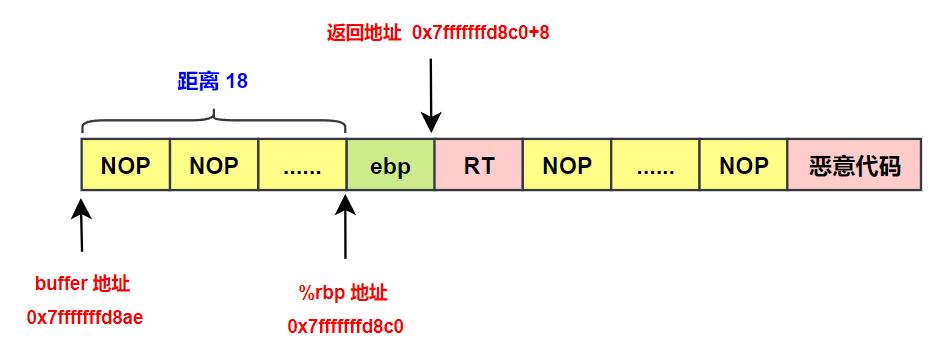 返回地址 0x7fffffffd8c0+8
距离 18
NOP NOP ...... ebp RT NOP ...... NOP 恶意代码
buffer 地址
0x7fffffffd8ae
%rbp 地址
0x7fffffffd8c0